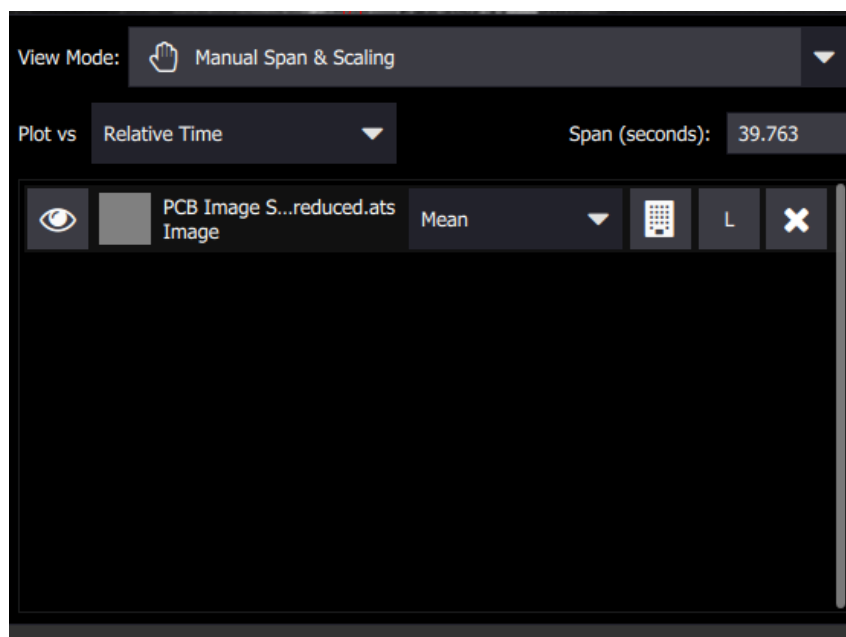 View Mode: Manual Span & Scaling
Plot vs Relative Time Span (seconds): 39.763
PCB Image S...reduced.ats
Image
Mean
L